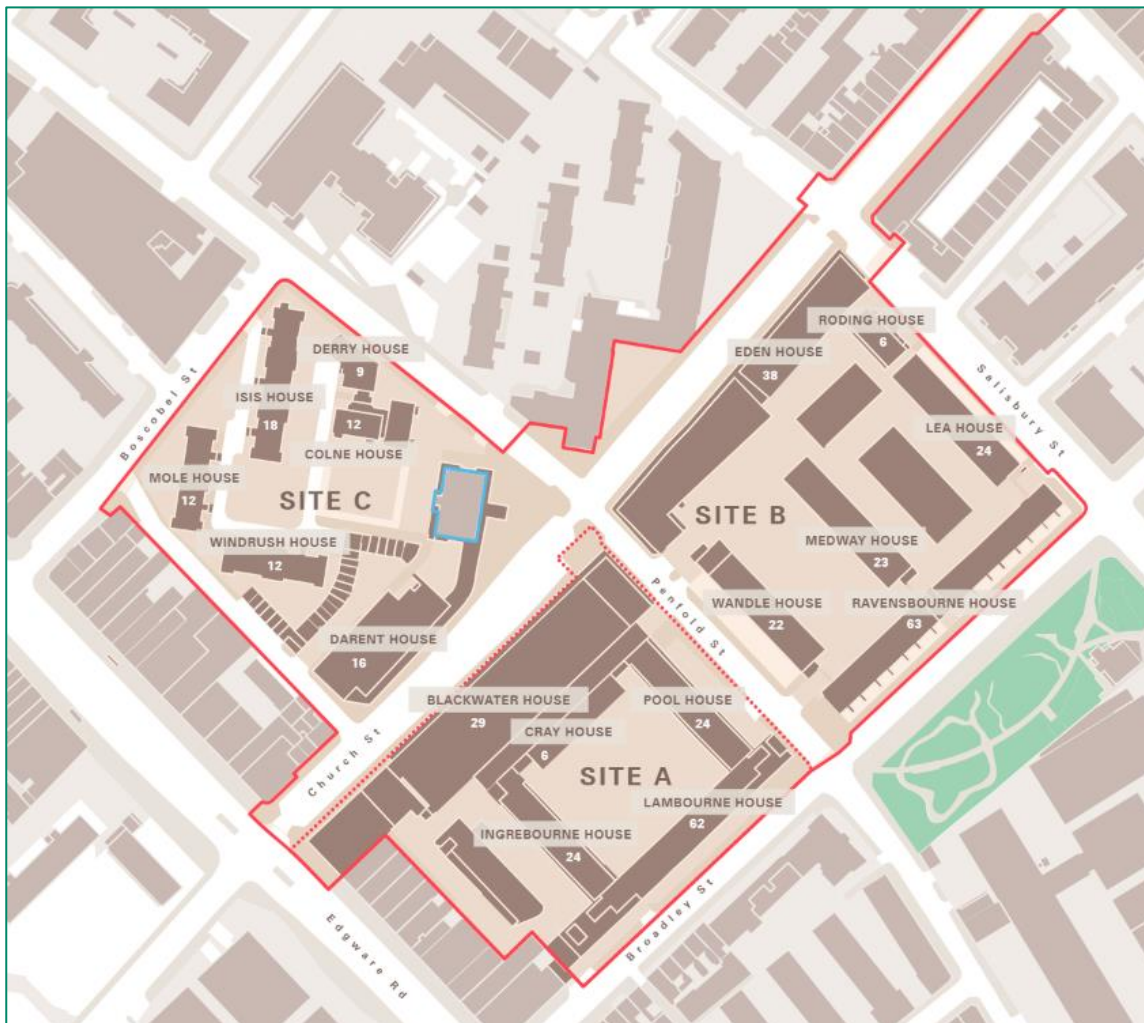 RODING HOUSE
6
EDEN HOUSE
38
DERRY HOUSE
9
Salisbury St
Boscobel St
ISIS HOUSE
18
12
COLNE HOUSE
LEA HOUSE
24
MOLE HOUSE
12
SITE C
SITE B
WINDRUSH HOUSE
12
MEDWAY HOUSE
23
Penfold St
WANDLE HOUSE
22
RAVENSBOURNE HOUSE
63
DARENT HOUSE
16
BLACKWATER HOUSE
29
POOL HOUSE
24
CRAY HOUSE
6
Church St
SITE A
LAMBOURNE HOUSE
62
INGREBOURNE HOUSE
24
Broadley St
Edgware Rd